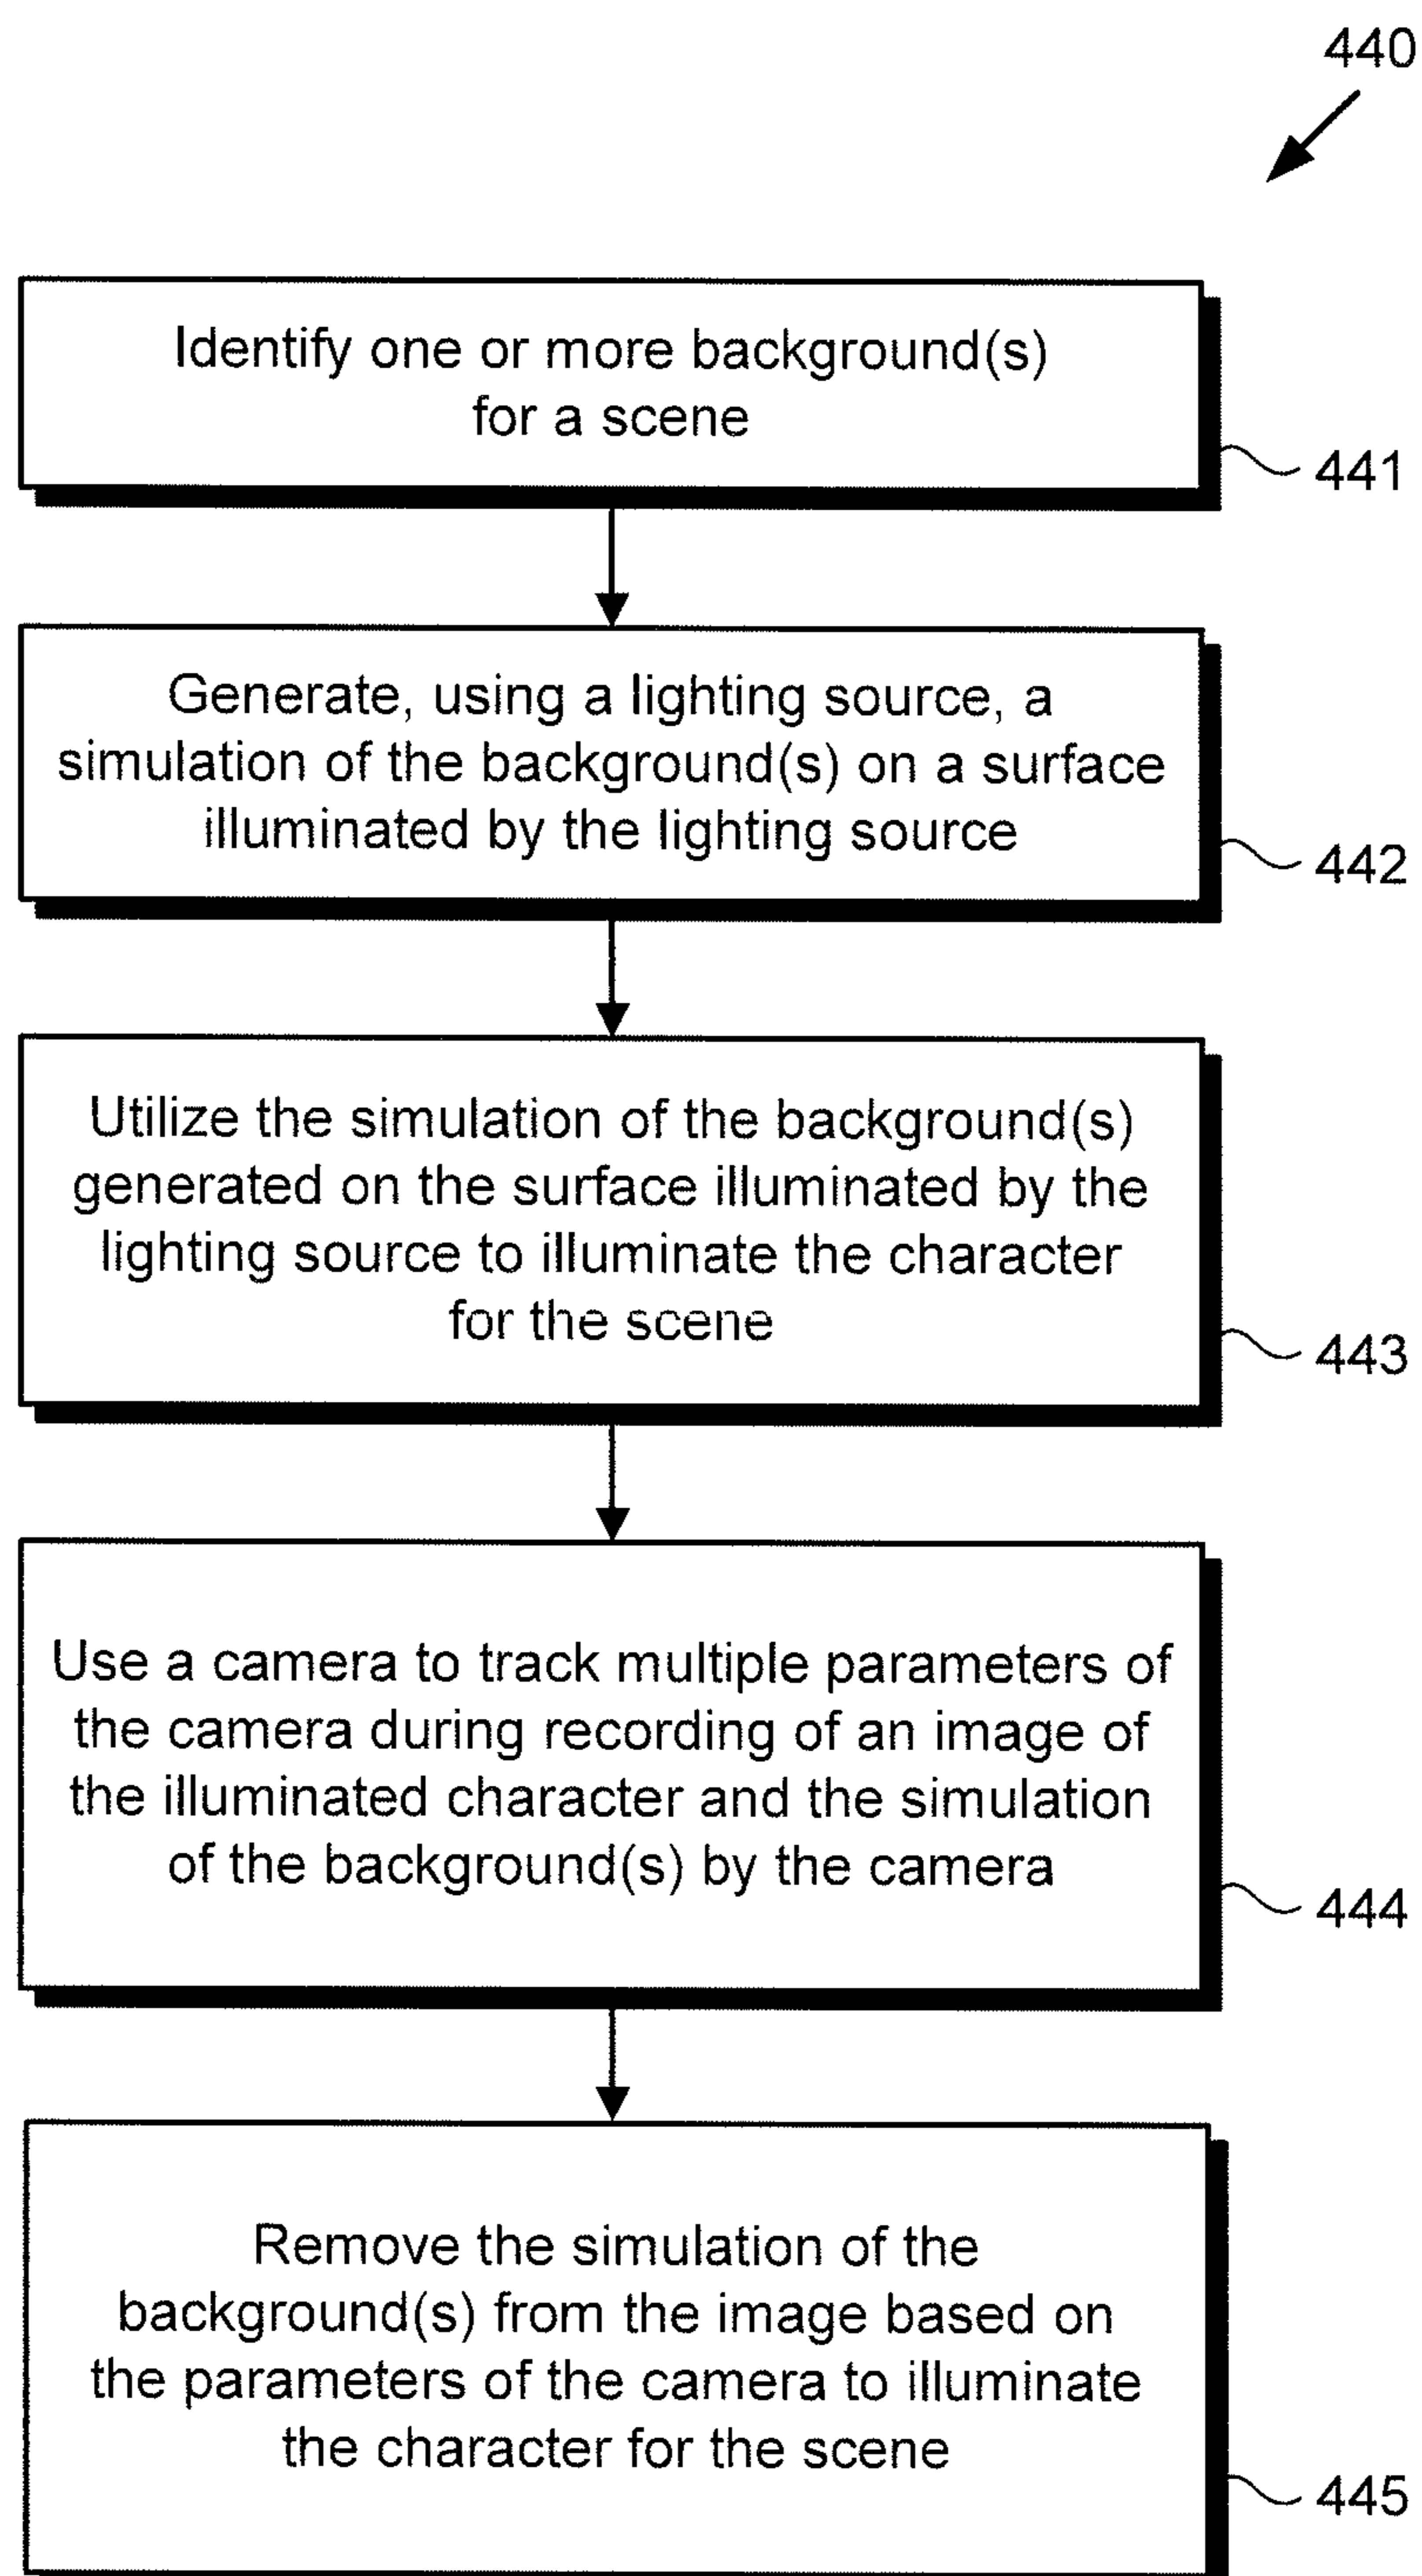 440
Identify one or more background(s)
for a scene
441
Generate, using a lighting source, a
simulation of the background(s) on a surface
illuminated by the lighting source
442
Utilize the simulation of the background(s)
generated on the surface illuminated by the
lighting source to illuminate the character
for the scene
443
Use a camera to track multiple parameters of
the camera during recording of an image of
the illuminated character and the simulation
of the background(s) by the camera
444
Remove the simulation of the
background(s) from the image based on
the parameters of the camera to illuminate
the character for the scene
445